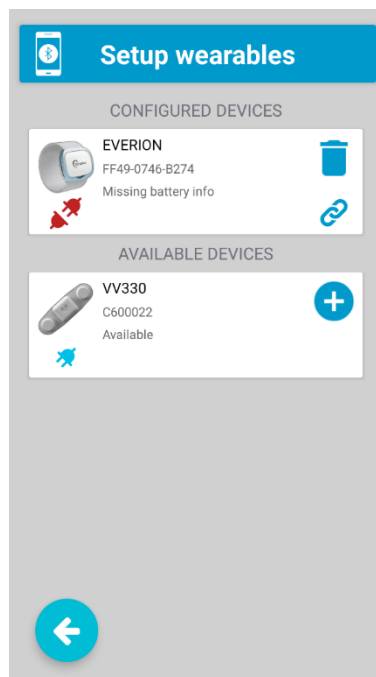 Setup wearables
CONFIGURED DEVICES
EVERION
FF49-0746-B274
Missing battery info
AVAILABLE DEVICES
VV330
C600022
Available